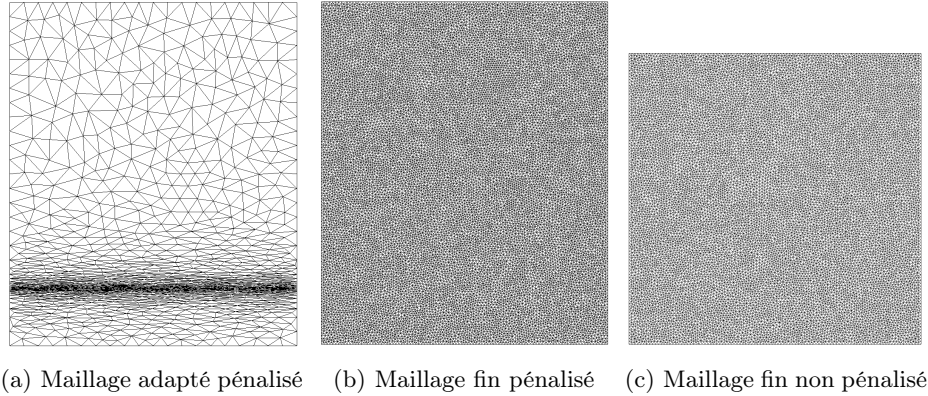 (a) Maillage adapté pénalisé
(b) Maillage fin pénalisé
(c) Maillage fin non pénalisé